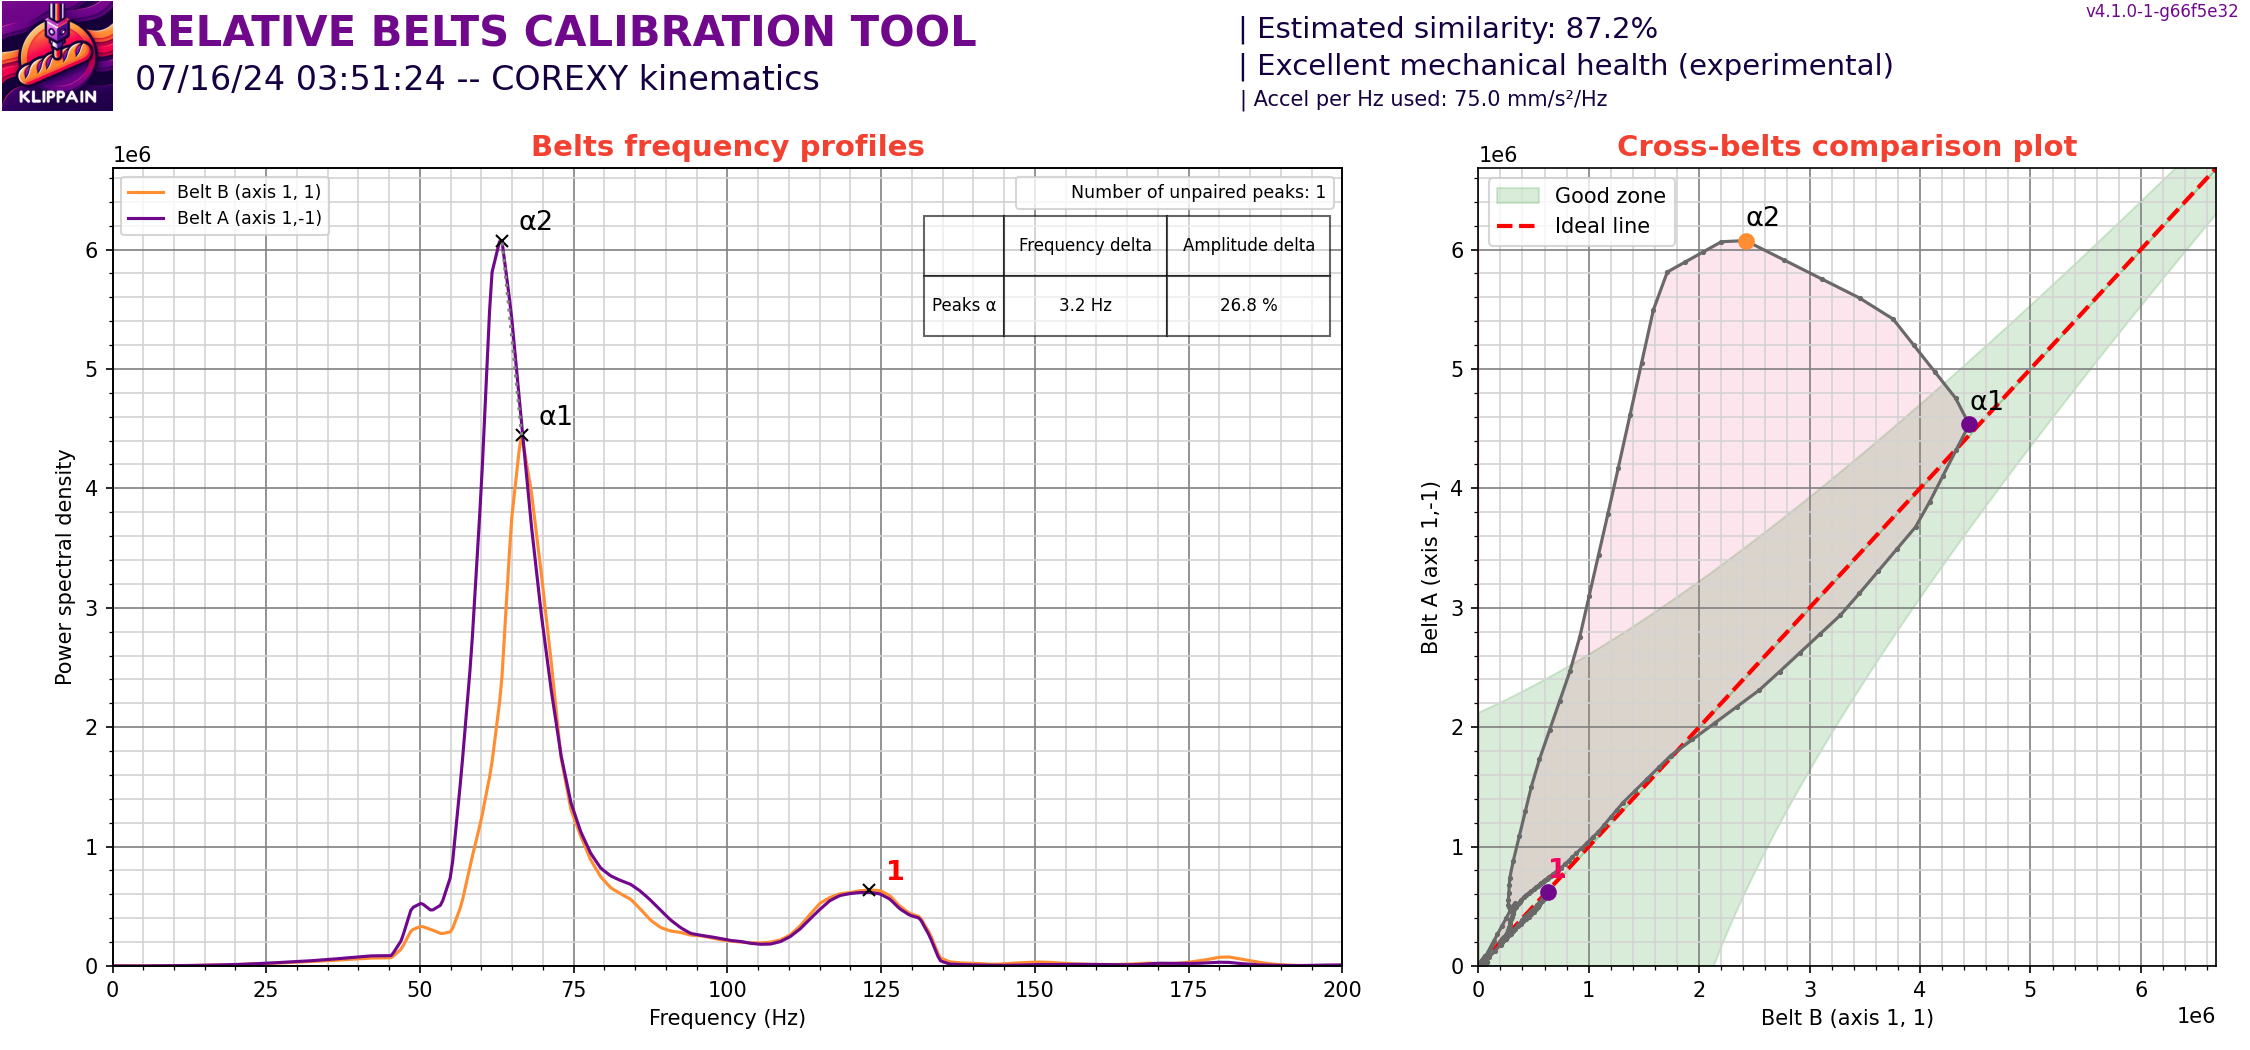 KLIPPAIN
RELATIVE BELTS CALIBRATION TOOL
07/16/24 03:51:24 -- COREXY kinematics
| Estimated similarity: 87.2%
| Excellent mechanical health (experimental)
| Accel per Hz used: 75.0 mm/s²/Hz
v4.1.0-1-g66f5e32
Belts frequency profiles
1e6
Belt B (axis 1, 1)
Belt A (axis 1,-1)
Number of unpaired peaks: 1
Frequency delta Amplitude delta
Peaks α 3.2 Hz 26.8 %
α2
α1
1
Power spectral density
6
5
4
3
2
1
0
0 25 50 75 100 125 150 175 200
Frequency (Hz)
Cross-belts comparison plot
1e6
Good zone
Ideal line
α2
α1
1
Belt A (axis 1,-1)
6
5
4
3
2
1
0
0 1 2 3 4 5 6
Belt B (axis 1, 1)
1e6